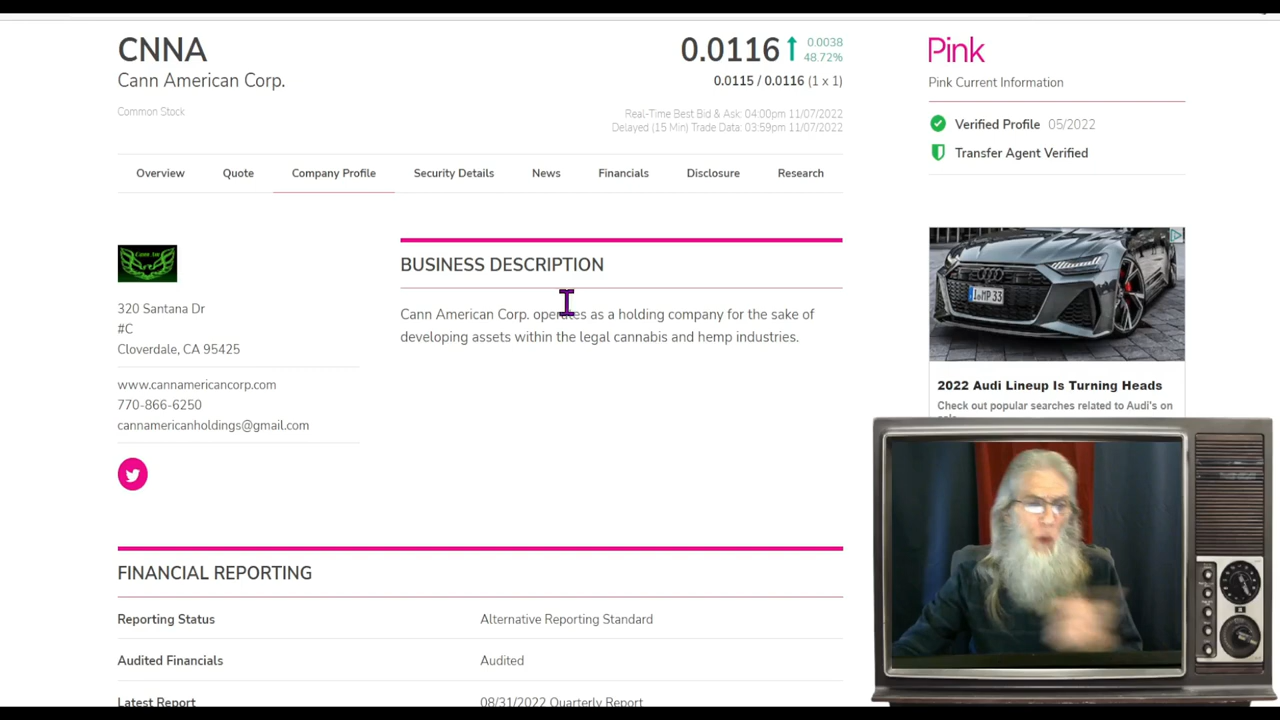 CNNA
Cann American Corp.
Common Stock
0.0116
0.0038
48.72%
0.0115 / 0.0116 (1 x 1)
Real-Time Best Bid & Ask: 04:00pm 11/07/2022
Delayed (15 Min) Trade Data: 03:59pm 11/07/2022
Pink
Pink Current Information
Verified Profile 05/2022
Transfer Agent Verified
Overview
Quote
Company Profile
Security Details
News
Financials
Disclosure
Research
320 Santana Dr
#C
Cloverdale, CA 95425
www.cannamericancorp.com
770-866-6250
cannamericanholdings@gmail.com
BUSINESS DESCRIPTION
Cann American Corp. operates as a holding company for the sake of
developing assets within the legal cannabis and hemp industries.
2022 Audi Lineup Is Turning Heads
Check out popular searches related to Audi's on
FINANCIAL REPORTING
Reporting Status
Alternative Reporting Standard
Audited Financials
Audited
Latest Report
08/31/2022 Quarterly Report